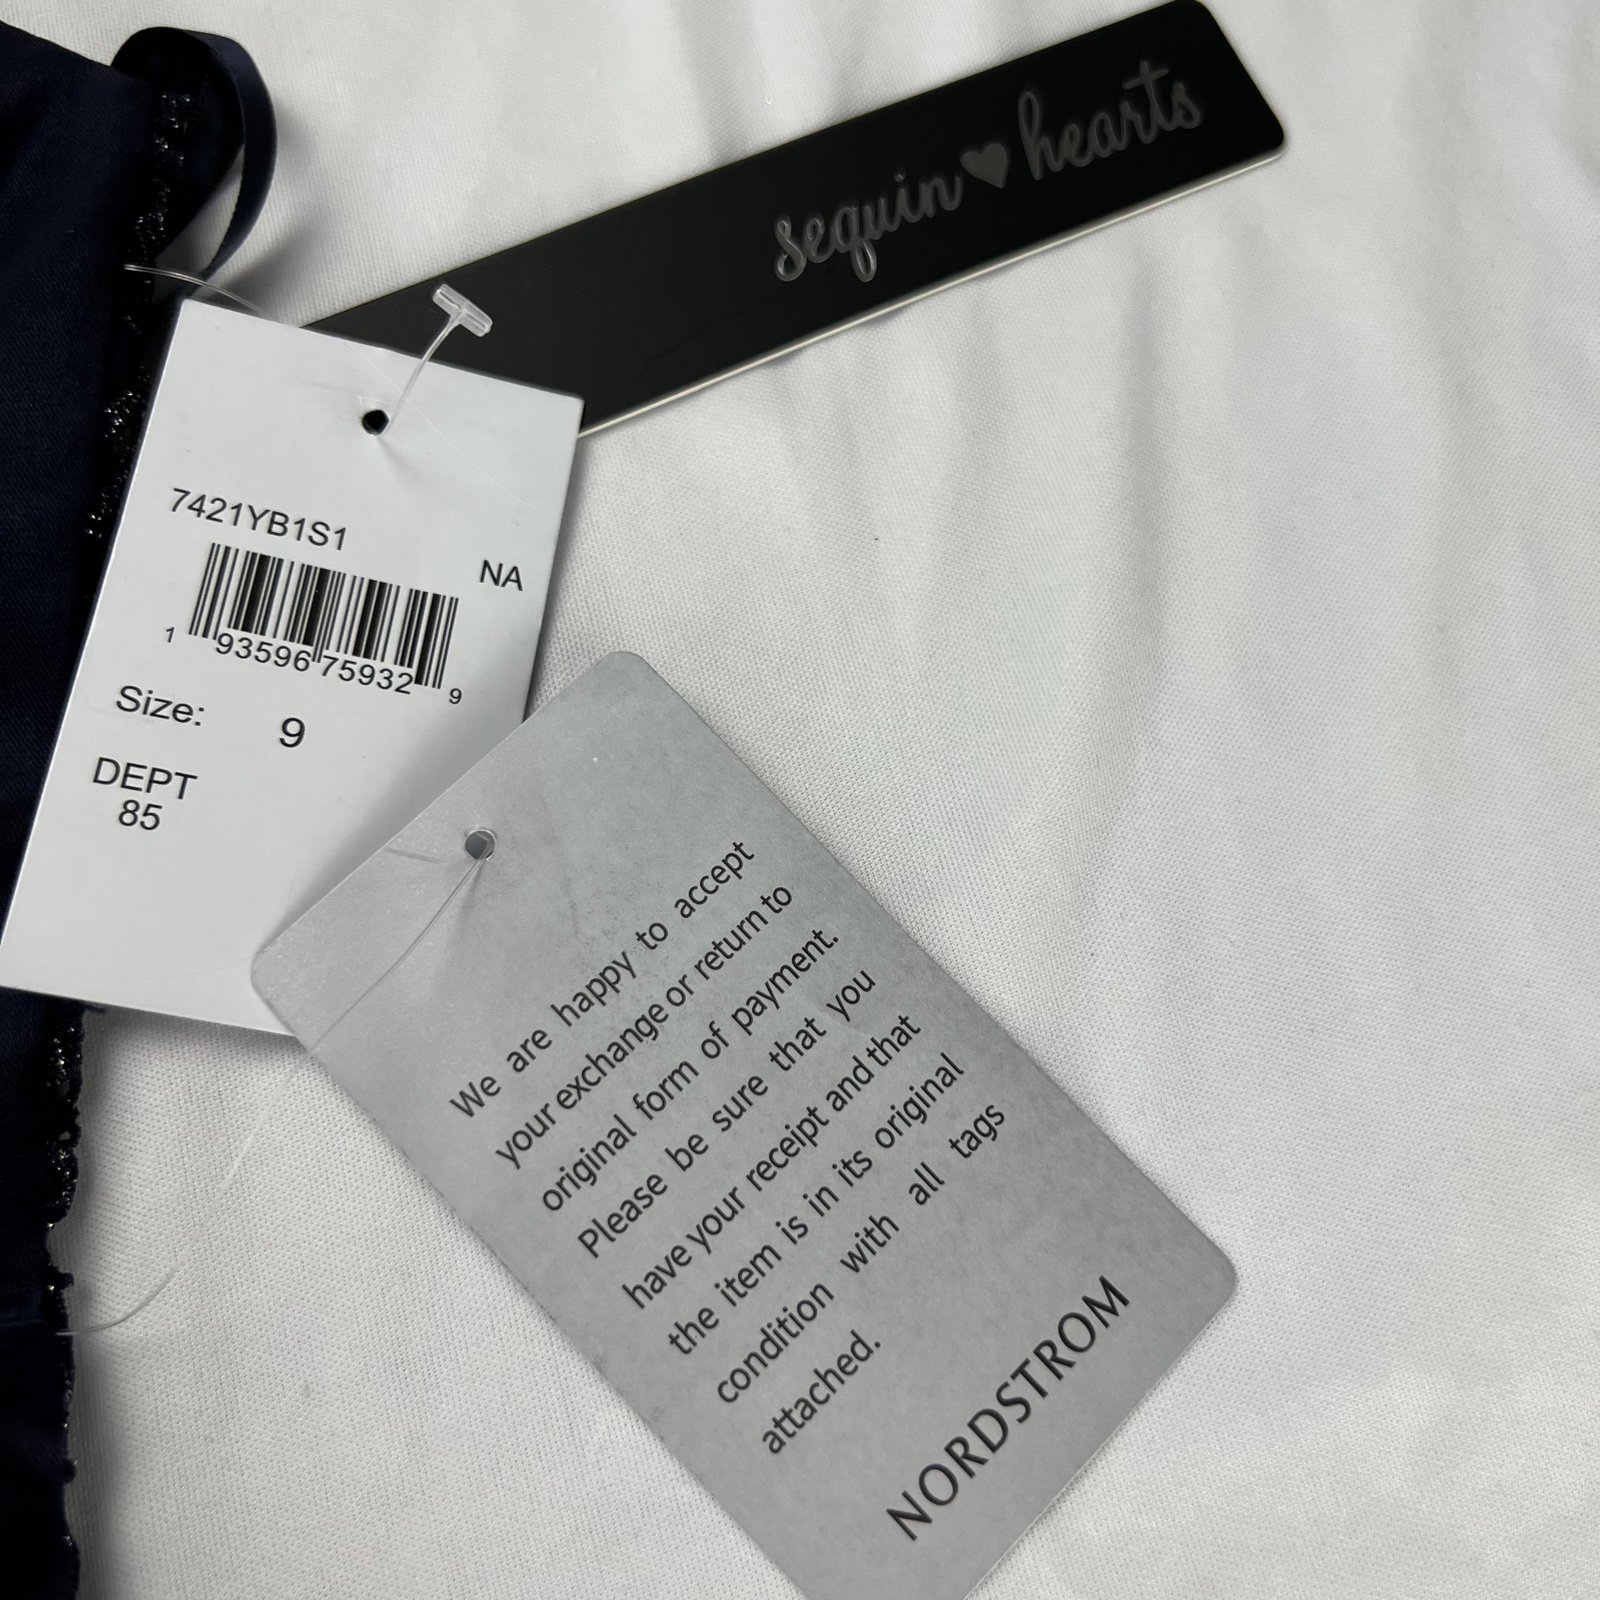 sequin♥hearts
7421YB1S1
NA
1 93596 75932 9
Size: 9
DEPT
85
We are happy to accept
your exchange or return to
original form of payment.
Please be sure that you
have your receipt and that
the item is in its original
condition with all tags
attached.
NORDSTROM